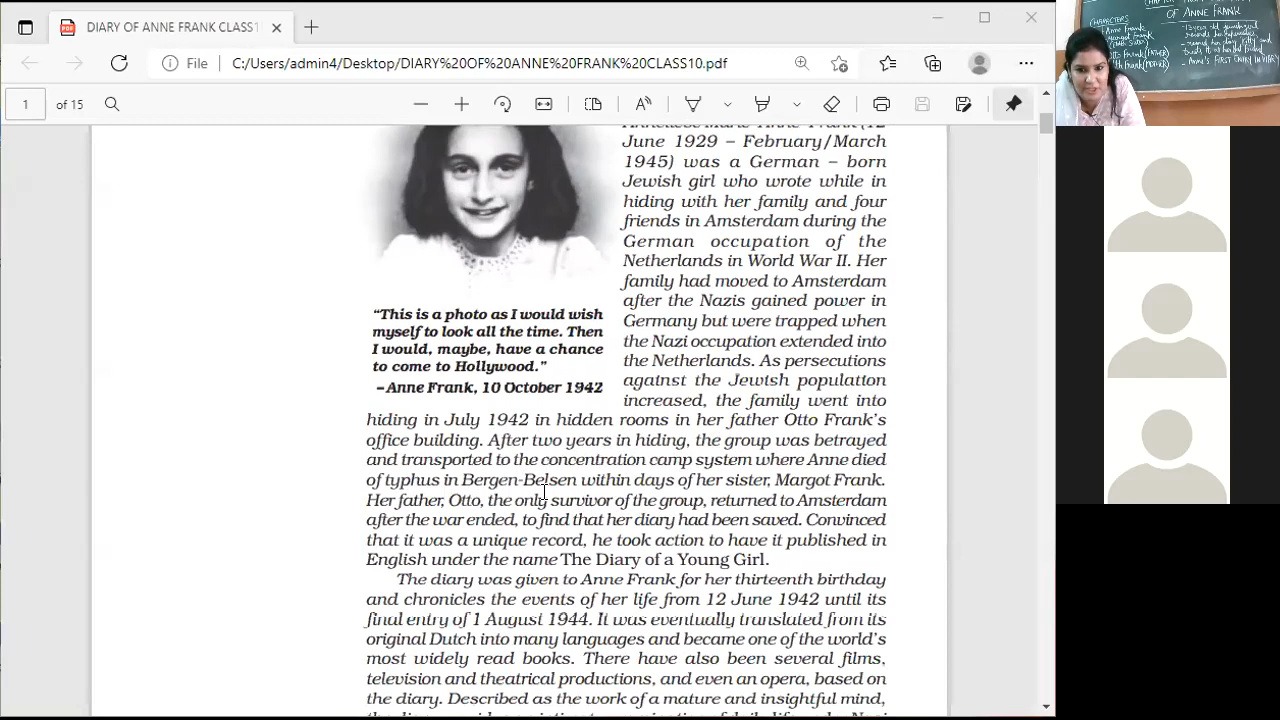 DIARY OF ANNE FRANK CLASS1
File
C:/Users/admin4/Desktop/DIARY%20OF%20ANNE%20FRANK%20CLASS10.pdf
1 of 15
June 1929 – February/March
1945) was a German – born
Jewish girl who wrote while in
hiding with her family and four
friends in Amsterdam during the
German occupation of the
Netherlands in World War II. Her
family had moved to Amsterdam
after the Nazis gained power in
Germany but were trapped when
the Nazi occupation extended into
the Netherlands. As persecutions
against the Jewish population
increased, the family went into
hiding in July 1942 in hidden rooms in her father Otto Frank's
office building. After two years in hiding, the group was betrayed
and transported to the concentration camp system where Anne died
of typhus in Bergen-Belsen within days of her sister, Margot Frank.
Her father, Otto, the only survivor of the group, returned to Amsterdam
after the war ended, to find that her diary had been saved. Convinced
that it was a unique record, he took action to have it published in
English under the name The Diary of a Young Girl.
The diary was given to Anne Frank for her thirteenth birthday
and chronicles the events of her life from 12 June 1942 until its
final entry of 1 August 1944. It was eventually translated from its
original Dutch into many languages and became one of the world's
most widely read books. There have also been several films,
television and theatrical productions, and even an opera, based on
the diary. Described as the work of a mature and insightful mind,
"This is a photo as I would wish
myself to look all the time. Then
I would, maybe, have a chance
to come to Hollywood."
– Anne Frank, 10 October 1942
OF ANNE FRANK
CHARACTERS
Anne Frank
(FATHER)
(MOTHER)
- Anne's FIRST ENTRY IN DIARY